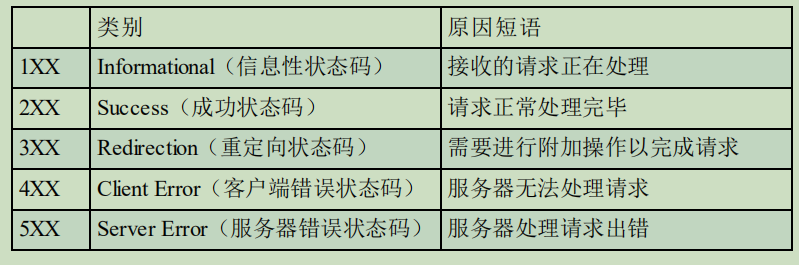 类别 原因短语
1XX Informational（信息性状态码） 接收的请求正在处理
2XX Success（成功状态码） 请求正常处理完毕
3XX Redirection（重定向状态码） 需要进行附加操作以完成请求
4XX Client Error（客户端错误状态码） 服务器无法处理请求
5XX Server Error（服务器错误状态码） 服务器处理请求出错